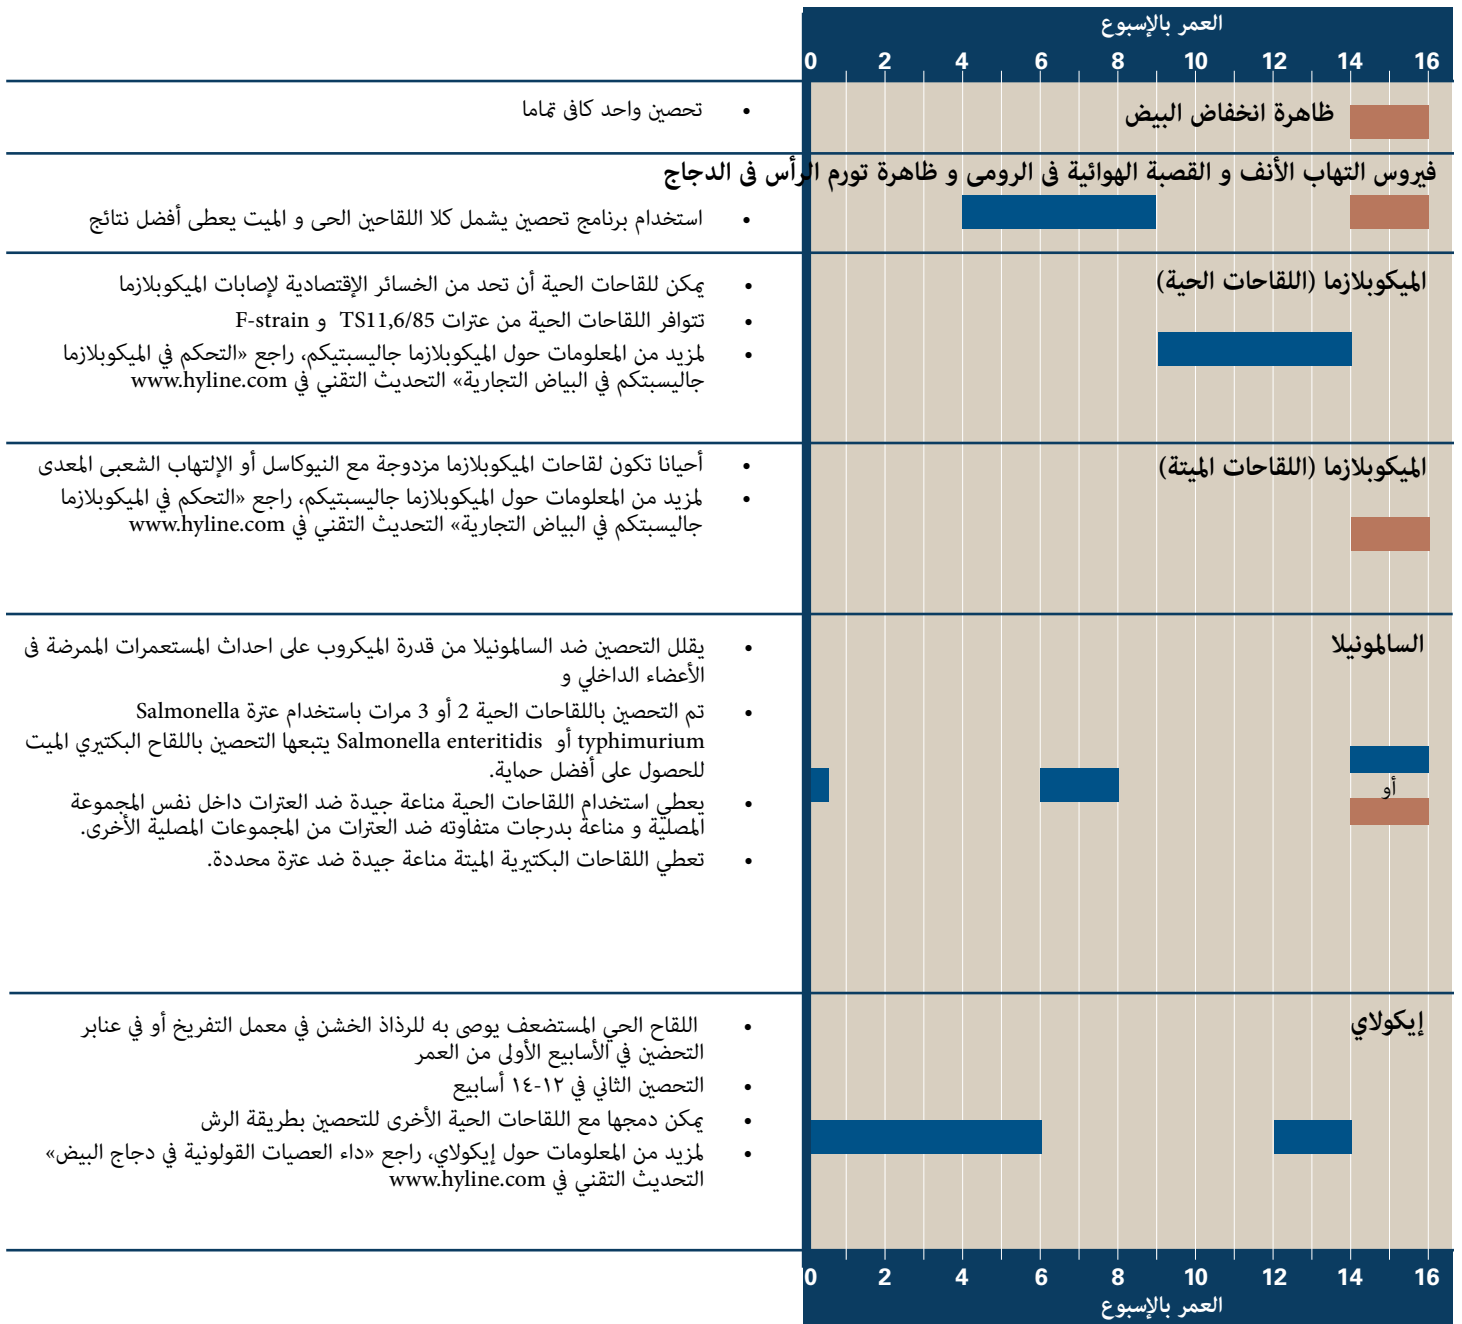 العمر بالإسبوع
0 2 4 6 8 10 12 14 16
ظاهرة انخفاض البيض
• تحصين واحد كافى تماما
فيروس التهاب الأنف و القصبة الهوائية فى الرومى و ظاهرة تورم الرأس فى الدجاج
• استخدام برنامج تحصين يشمل كلا اللقاحين الحى و الميت يعطى أفضل نتائج
الميكوبلازما (اللقاحات الحية)
• يمكن للقاحات الحية أن تحد من الخسائر الإقتصادية لإصابات الميكوبلازما
• تتوافر اللقاحات الحية من عترات TS11,6/85 و F-strain
• لمزيد من المعلومات حول الميكوبلازما جاليسبتيكم، راجع «التحكم في الميكوبلازما
جاليسبتكم في البياض التجارية» التحديث التقني في www.hyline.com
الميكوبلازما (اللقاحات الميتة)
• أحيانا تكون لقاحات الميكوبلازما مزدوجة مع النيوكاسل أو الإلتهاب الشعبى المعدى
• لمزيد من المعلومات حول الميكوبلازما جاليسبتيكم، راجع «التحكم في الميكوبلازما
جاليسبتكم في البياض التجارية» التحديث التقني في www.hyline.com
السالمونيلا
• يقلل التحصين ضد السالمونيلا من قدرة الميكروب على احداث المستعمرات الممرضة فى
الأعضاء الداخلي و
• تم التحصين باللقاحات الحية 2 أو 3 مرات باستخدام عترة Salmonella
typhimurium أو Salmonella enteritidis يتبعها التحصين باللقاح البكتيري الميت
للحصول على أفضل حماية.
• يعطي استخدام اللقاحات الحية مناعة جيدة ضد العترات داخل نفس المجموعة
المصلية و مناعة بدرجات متفاوته ضد العترات من المجموعات المصلية الأخرى.
• تعطي اللقاحات البكتيرية الميتة مناعة جيدة ضد عترة محددة.
أو
إيكولاي
• اللقاح الحي المستضعف يوصى به للرذاذ الخشن في معمل التفريخ أو في عنابر
التحضين في الأسابيع الأولى من العمر
• التحصين الثاني في ١٢-١٤ أسابيع
• يمكن دمجها مع اللقاحات الحية الأخرى للتحصين بطريقة الرش
• لمزيد من المعلومات حول إيكولاي، راجع «داء العصيات القولونية في دجاج البيض»
التحديث التقني في www.hyline.com
0 2 4 6 8 10 12 14 16
العمر بالإسبوع